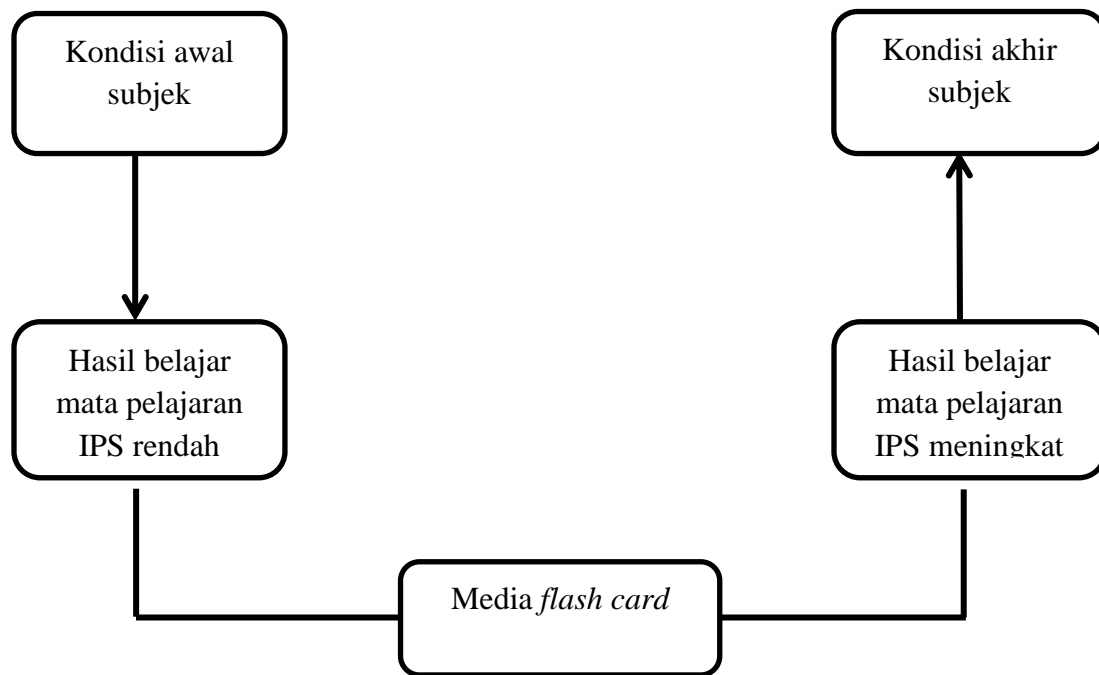 Kondisi awal
subjek
Kondisi akhir
subjek
Hasil belajar
mata pelajaran
IPS rendah
Hasil belajar
mata pelajaran
IPS meningkat
Media flash card